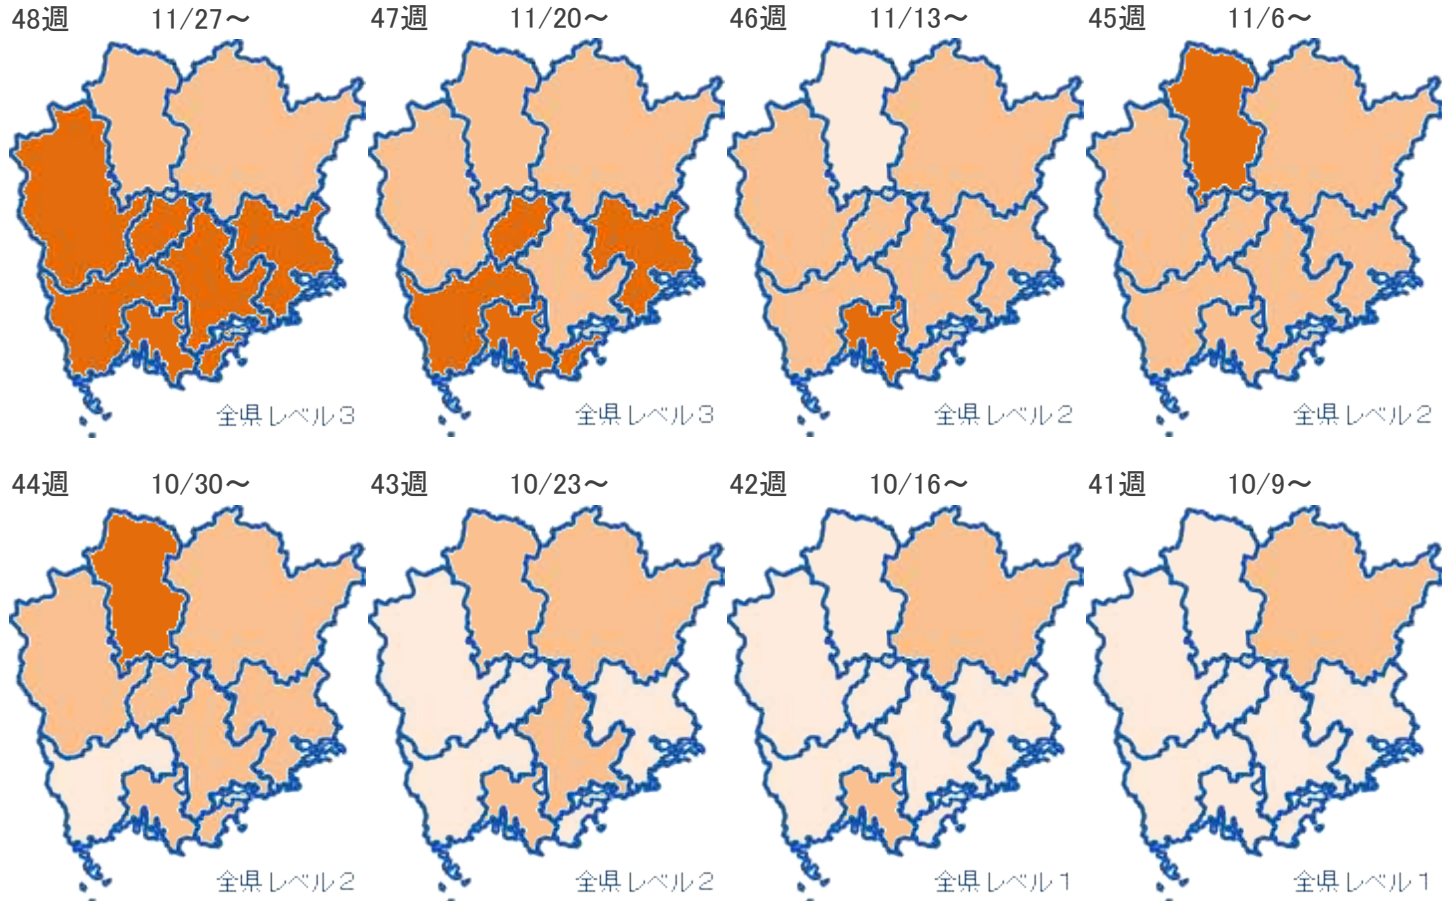 48週 11/27～
47週 11/20～
46週 11/13～
45週 11/6～
全県レベル3
全県レベル3
全県レベル2
全県レベル2
44週 10/30～
43週 10/23～
42週 10/16～
41週 10/9～
全県レベル2
全県レベル2
全県レベル1
全県レベル1